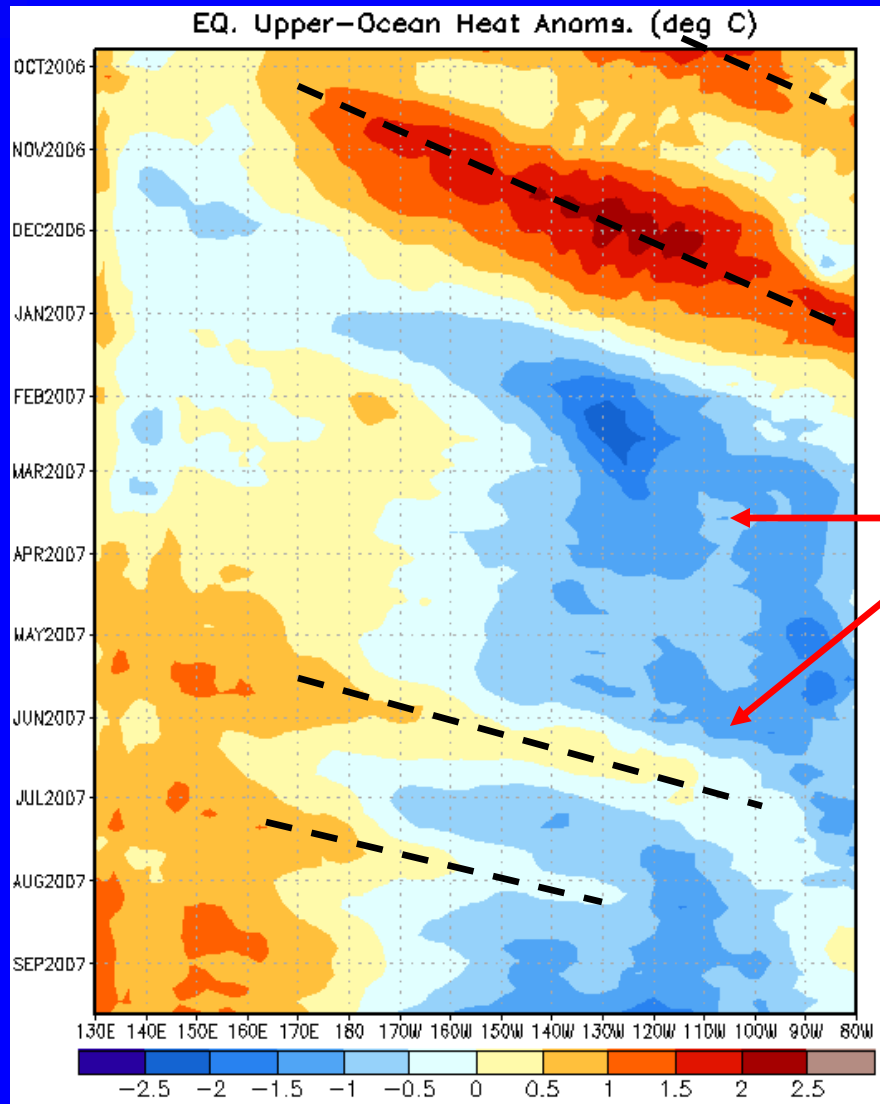 EQ. Upper-Ocean Heat Anoms. (deg C)
OCT2006
NOV2006
DEC2006
JAN2007
FEB2007
MAR2007
APR2007
MAY2007
JUN2007
JUL2007
AUG2007
SEP2007
130E 140E 150E 160E 170E 180 170W 160W 150W 140W 130W 120W 110W 100W 90W 80W
-2.5 -2 -1.5 -1 -0.5 0 0.5 1 1.5 2 2.5